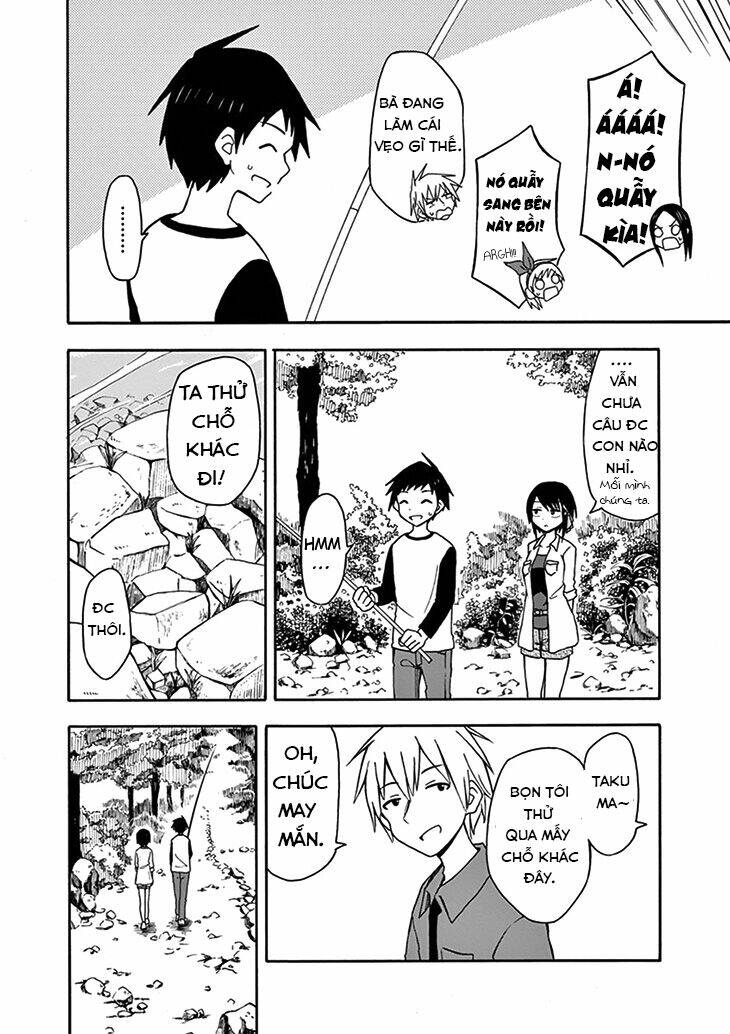 Á!
ÁÁÁÁ!
N-NÓ
QUẪY
KÌA!
NÓ QUẪY
SANG BÊN
NÀY RỒI!
ARGH!!!
BÀ ĐANG
LÀM CÁI
VẸO GÌ THẾ.
.........
....
VẪN
CHƯA
CÂU ĐC
CON NÀO
NHỈ.
Mỗi mình
chúng ta.
HMM
...
TA THỬ
CHỖ
KHÁC
ĐI!
ĐC
THÔI.
TAKU
MA~
BỌN TÔI
THỬ
QUA MẤY
CHỖ KHÁC
ĐÂY.
OH,
CHÚC
MAY
MẮN.